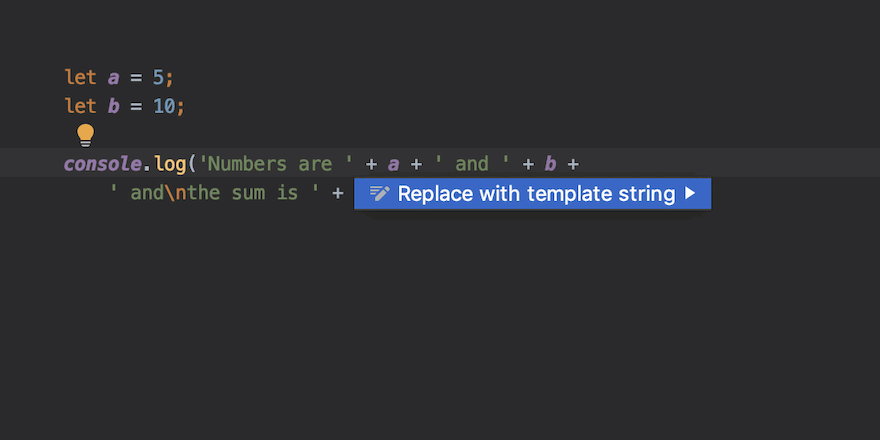 let a = 5;
let b = 10;
console.log('Numbers are ' + a + ' and ' + b +
' and\nthe sum is ' +
Replace with template string